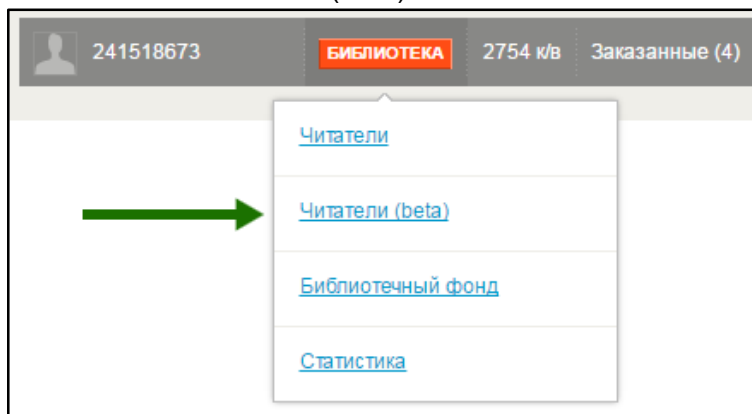 241518673 БИБЛИОТЕКА 2754 к/в Заказанные (4)
Читатели
Читатели (beta)
Библиотечный фонд
Статистика